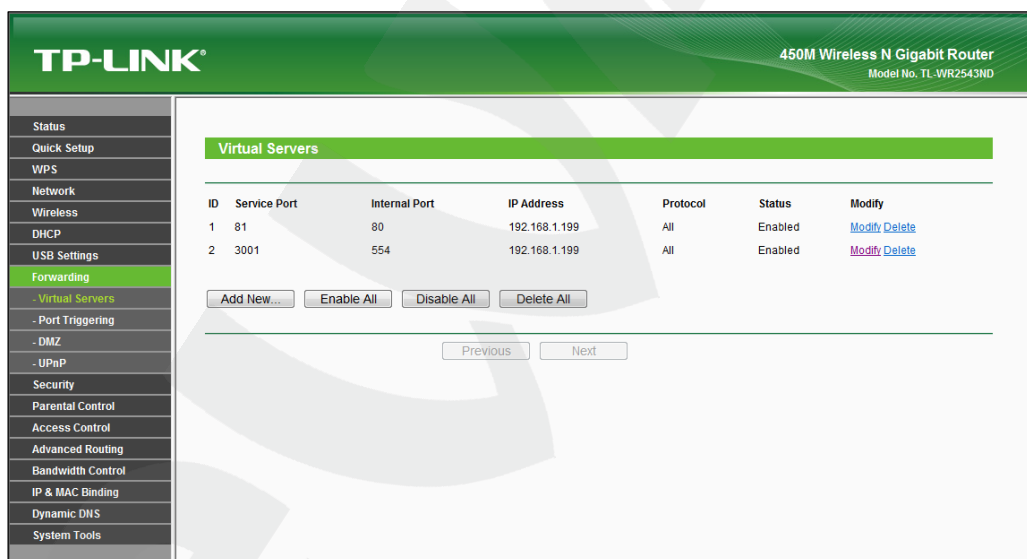 TP-LINK®
450M Wireless N Gigabit Router
Model No. TL-WR2543ND
Status
Quick Setup
WPS
Network
Wireless
DHCP
USB Settings
Forwarding
- Virtual Servers
- Port Triggering
- DMZ
- UPnP
Security
Parental Control
Access Control
Advanced Routing
Bandwidth Control
IP & MAC Binding
Dynamic DNS
System Tools
Virtual Servers
ID Service Port Internal Port IP Address Protocol Status Modify
1 81 80 192.168.1.199 All Enabled Modify Delete
2 3001 554 192.168.1.199 All Enabled Modify Delete
Add New... Enable All Disable All Delete All
Previous Next